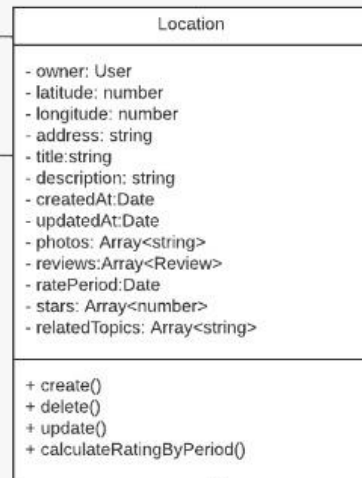 Location
- owner: User
- latitude: number
- longitude: number
- address: string
- title:string
- description: string
- createdAt:Date
- updatedAt:Date
- photos: Array<string>
- reviews:Array<Review>
- ratePeriod:Date
- stars: Array<number>
- relatedTopics: Array<string>
+ create()
+ delete()
+ update()
+ calculateRatingByPeriod()